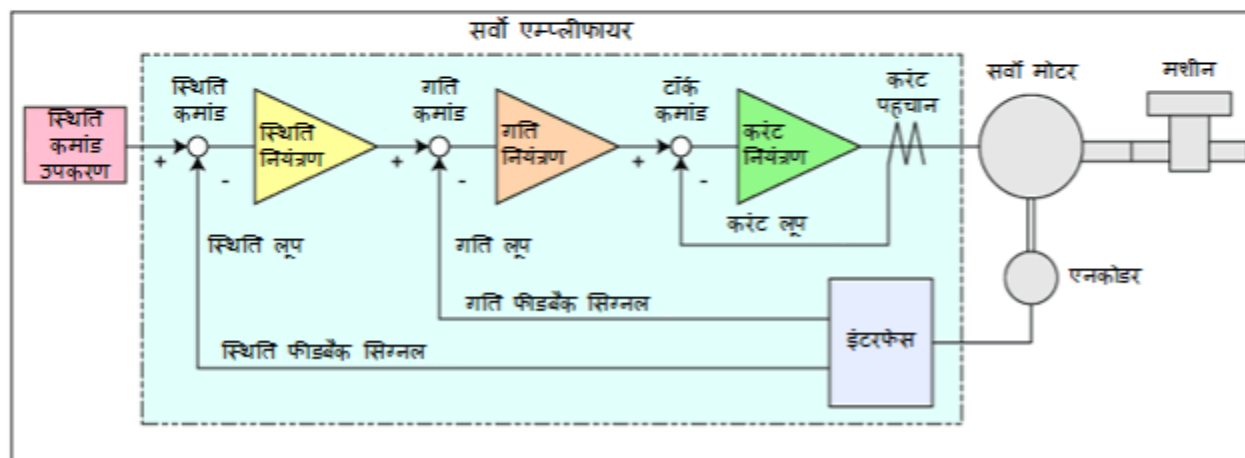 सर्वो एम्प्लीफायर
स्थिति
कमांड
उपकरण
स्थिति
कमांड
+
-
स्थिति
नियंत्रण
गति
कमांड
+
-
गति
नियंत्रण
टॉर्क
कमांड
+
-
करंट
नियंत्रण
करंट
पहचान
सर्वो मोटर
मशीन
स्थिति लूप
गति लूप
करंट लूप
एनकोडर
गति फीडबैक सिग्नल
इंटरफेस
स्थिति फीडबैक सिग्नल